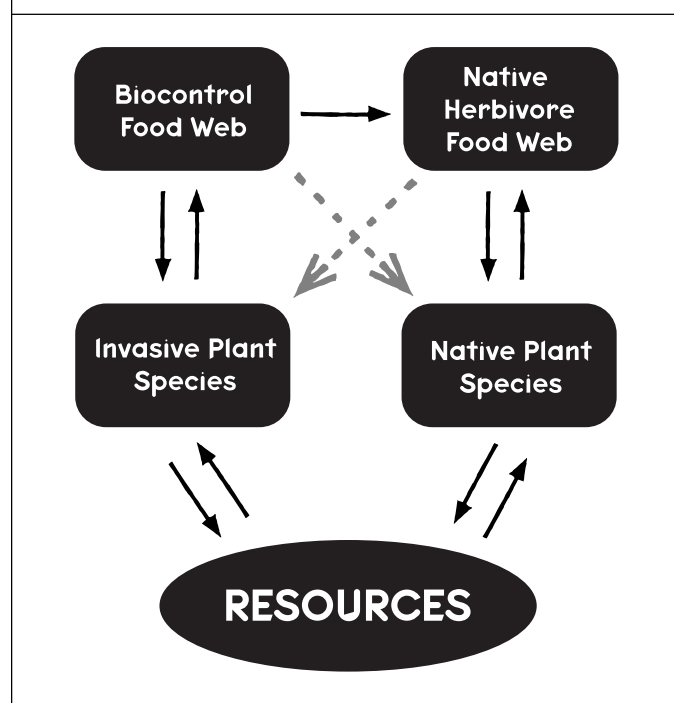 Biocontrol
Food Web
Native
Herbivore
Food Web
Invasive Plant
Species
Native Plant
Species
RESOURCES